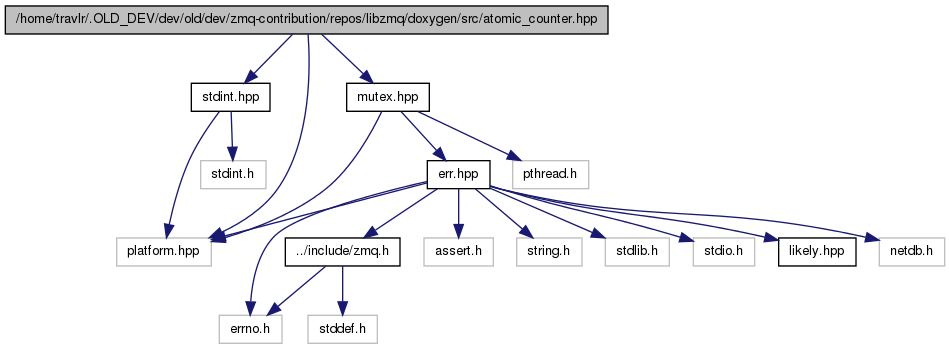 /home/travlr/.OLD_DEV/dev/old/dev/zmq-contribution/repos/libzmq/doxygen/src/atomic_counter.hpp
stdint.hpp
mutex.hpp
stdint.h
err.hpp
pthread.h
platform.hpp
../include/zmq.h
assert.h
string.h
stdlib.h
stdio.h
likely.hpp
netdb.h
errno.h
stddef.h